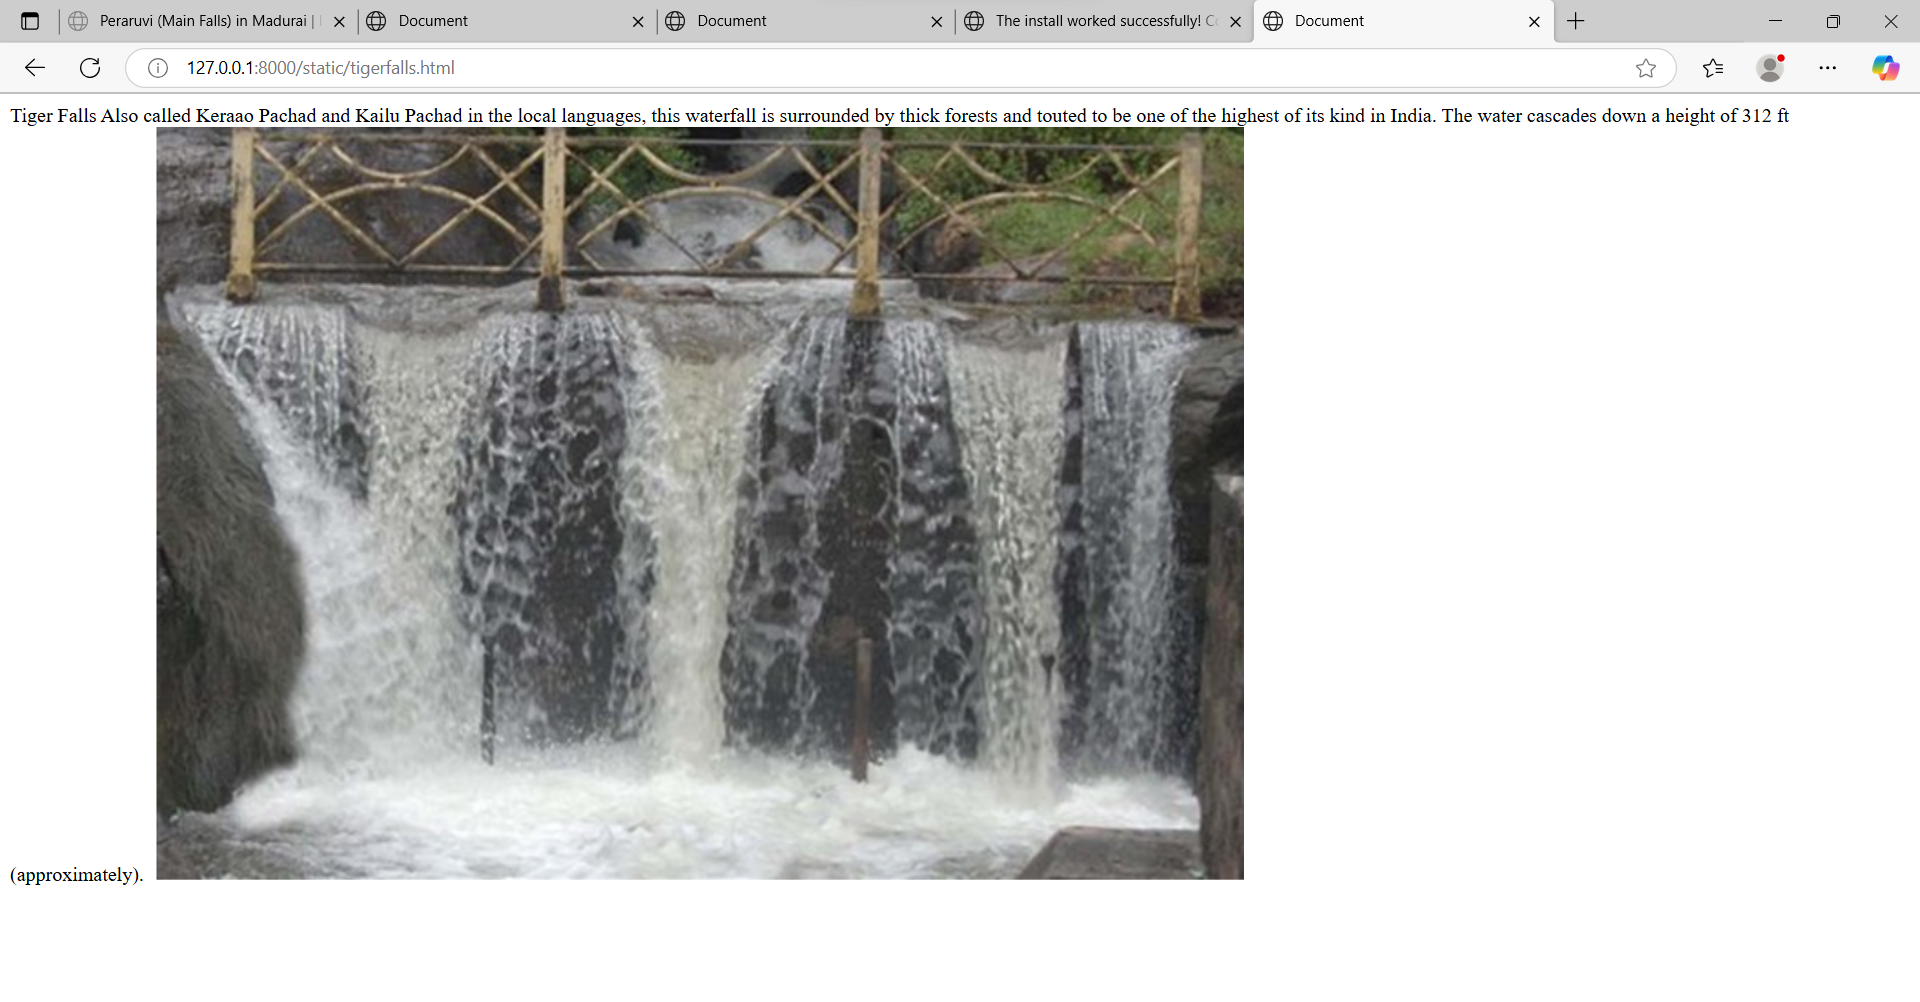 Peraruvi (Main Falls) in Madurai |
Document
Document
The install worked successfully!
Document
127.0.0.1:8000/static/tigerfalls.html
Tiger Falls Also called Keraao Pachad and Kailu Pachad in the local languages, this waterfall is surrounded by thick forests and touted to be one of the highest of its kind in India. The water cascades down a height of 312 ft
(approximately).